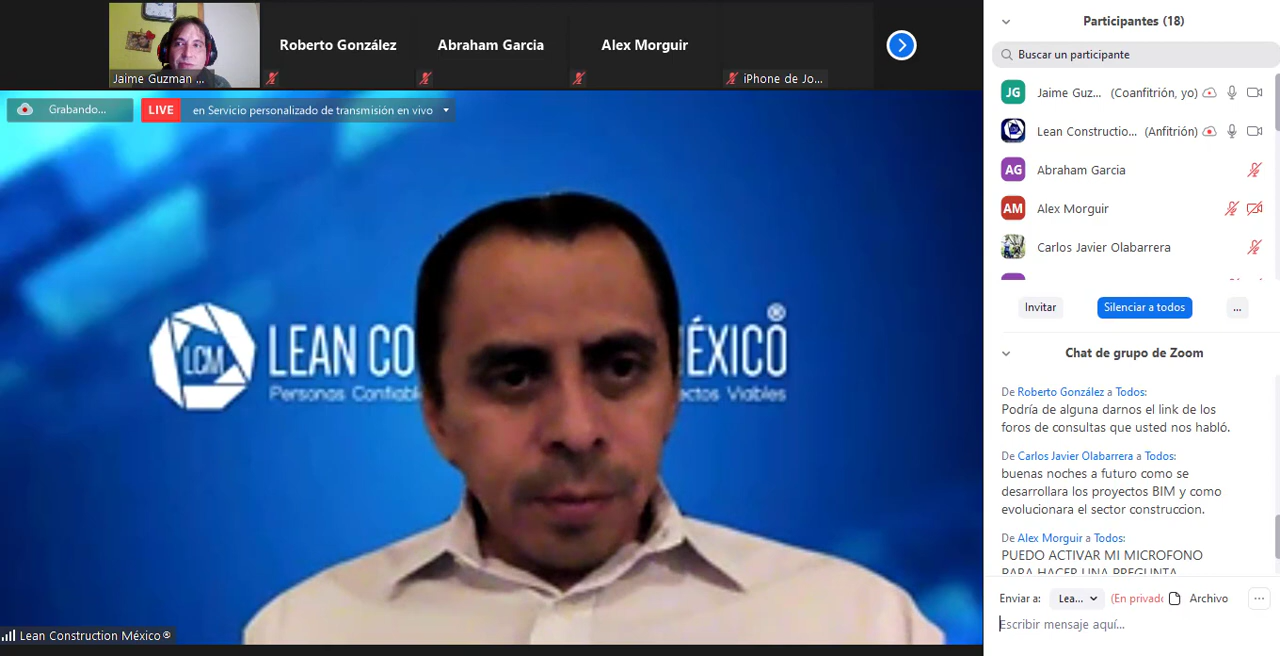 Roberto González
Abraham Garcia
Alex Morguir
Jaime Guzman ...
iPhone de Jo...
Grabando...
LIVE
en Servicio personalizado de transmisión en vivo
LCM
LEAN CO
MÉXICO®
Personas Confiabl
ectos Viables
Lean Construction México®
Participantes (18)
Buscar un participante
JG Jaime Guz... (Coanfitrión, yo)
Lean Constructio... (Anfitrión)
AG Abraham Garcia
AM Alex Morguir
Carlos Javier Olabarrera
Invitar
Silenciar a todos
...
Chat de grupo de Zoom
De Roberto González a Todos:
Podría de alguna darnos el link de los
foros de consultas que usted nos habló.
De Carlos Javier Olabarrera a Todos:
buenas noches a futuro como se
desarrollara los proyectos BIM y como
evolucionara el sector construccion.
De Alex Morguir a Todos:
PUEDO ACTIVAR MI MICROFONO
PARA HACER UNA PREGUNTA
Enviar a: Lea... (En privado Archivo ...
Escribir mensaje aquí...